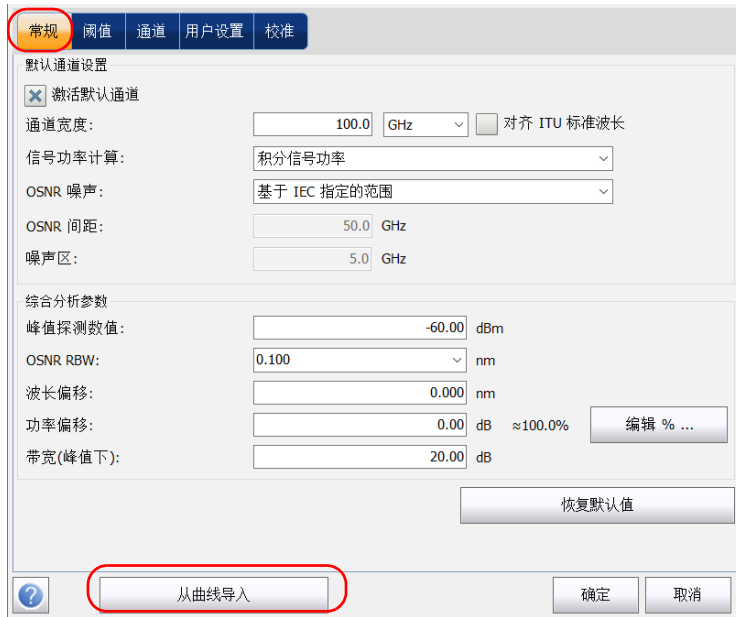 常规 阈值 通道 用户设置 校准
默认通道设置
激活默认通道
通道宽度: 100.0 GHz 对齐 ITU 标准波长
信号功率计算: 积分信号功率
OSNR 噪声: 基于 IEC 指定的范围
OSNR 间距: 50.0 GHz
噪声区: 5.0 GHz
综合分析参数
峰值探测数值: -60.00 dBm
OSNR RBW: 0.100 nm
波长偏移: 0.000 nm
功率偏移: 0.00 dB ≈100.0% 编辑 % ...
带宽(峰值下): 20.00 dB
恢复默认值
? 从曲线导入 确定 取消